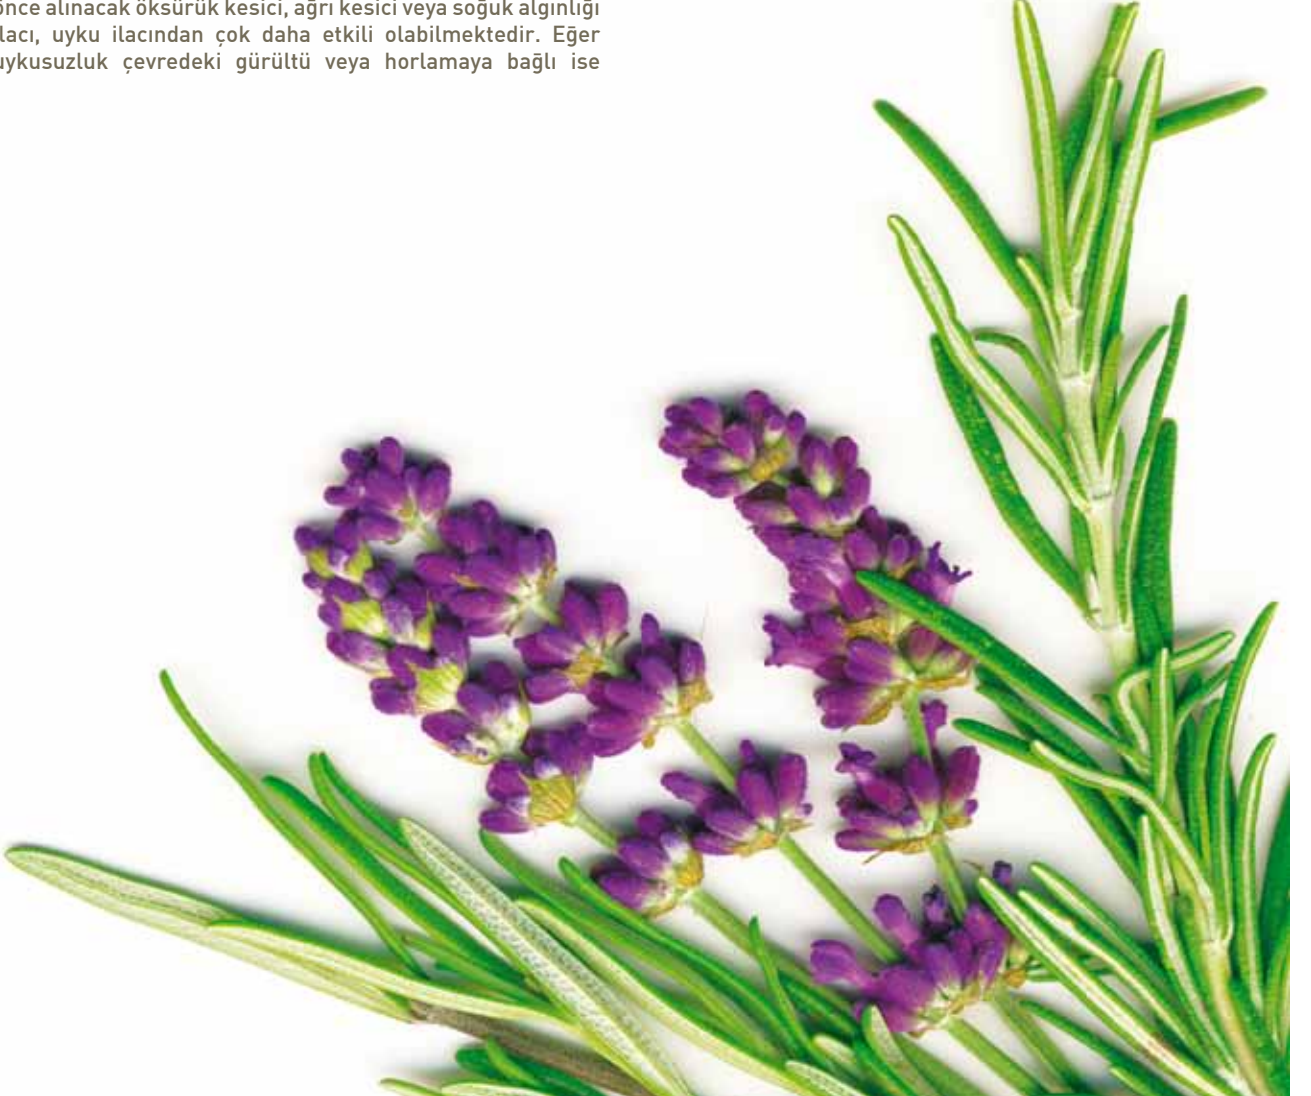 önce alınacak öksürük kesici, ağrı kesici veya soğuk algınlığı
ilacı, uyku ilacından çok daha etkili olabilmektedir. Eğer
uykusuzluk çevredeki gürültü veya horlamaya bağlı ise